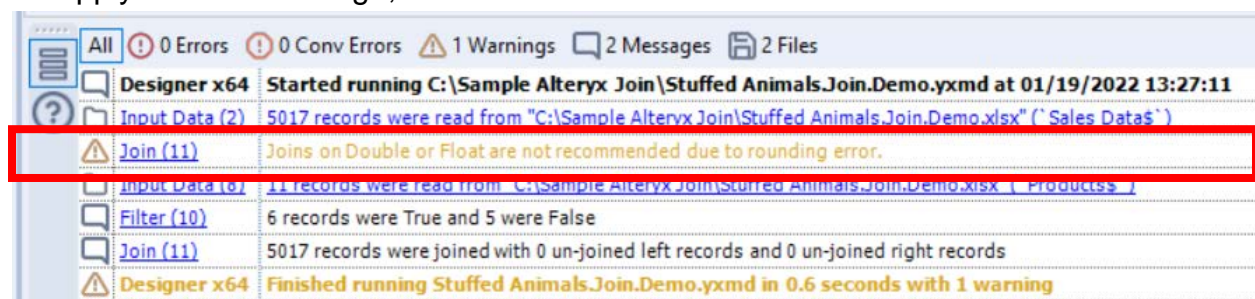 All 0 Errors 0 Conv Errors 1 Warnings 2 Messages 2 Files
Designer x64 Started running C:\Sample Alteryx Join\Stuffed Animals.Join.Demo.yxmd at 01/19/2022 13:27:11
Input Data (2) 5017 records were read from "C:\Sample Alteryx Join\Stuffed Animals.Join.Demo.xlsx" (`Sales Data$`)
Join (11) Joins on Double or Float are not recommended due to rounding error.
Input Data (8) 11 records were read from "C:\Sample Alteryx Join\Stuffed Animals.Join.Demo.xlsx" (`Products$`)
Filter (10) 6 records were True and 5 were False
Join (11) 5017 records were joined with 0 un-joined left records and 0 un-joined right records
Designer x64 Finished running Stuffed Animals.Join.Demo.yxmd in 0.6 seconds with 1 warning